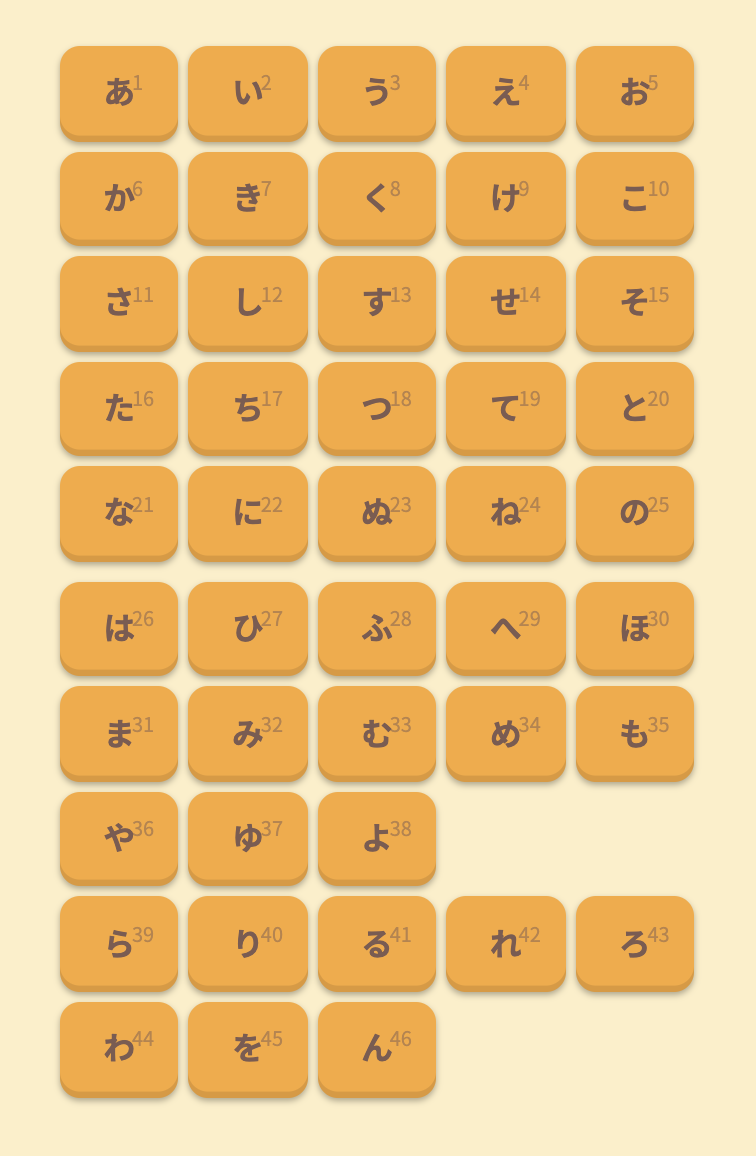 あ1 い2 う3 え4 お5
か6 き7 く8 け9 こ10
さ11 し12 す13 せ14 そ15
た16 ち17 つ18 て19 と20
な21 に22 ぬ23 ね24 の25
は26 ひ27 ふ28 へ29 ほ30
ま31 み32 む33 め34 も35
や36 ゆ37 よ38
ら39 り40 る41 れ42 ろ43
わ44 を45 ん46